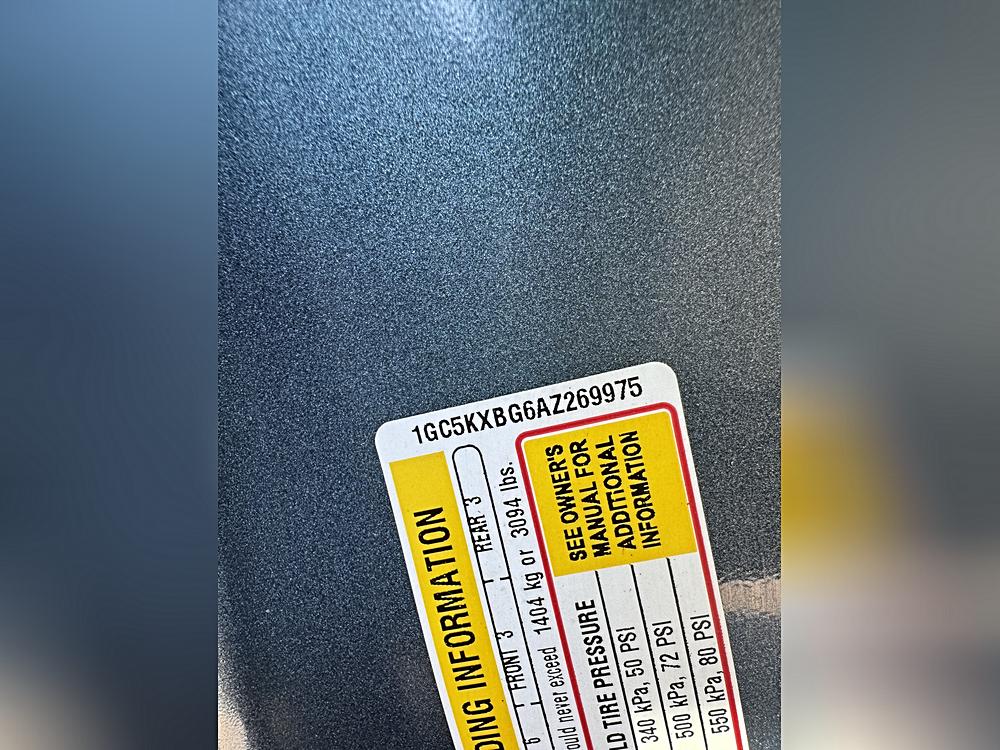 1GC5KXBG6AZ269975
DING INFORMATION
FRONT 3 REAR 3
ould never exceed 1404 kg or 3094 lbs.
LD TIRE PRESSURE
SEE OWNER'S
MANUAL FOR
ADDITIONAL
INFORMATION
340 kPa, 50 PSI
500 kPa, 72 PSI
550 kPa, 80 PSI